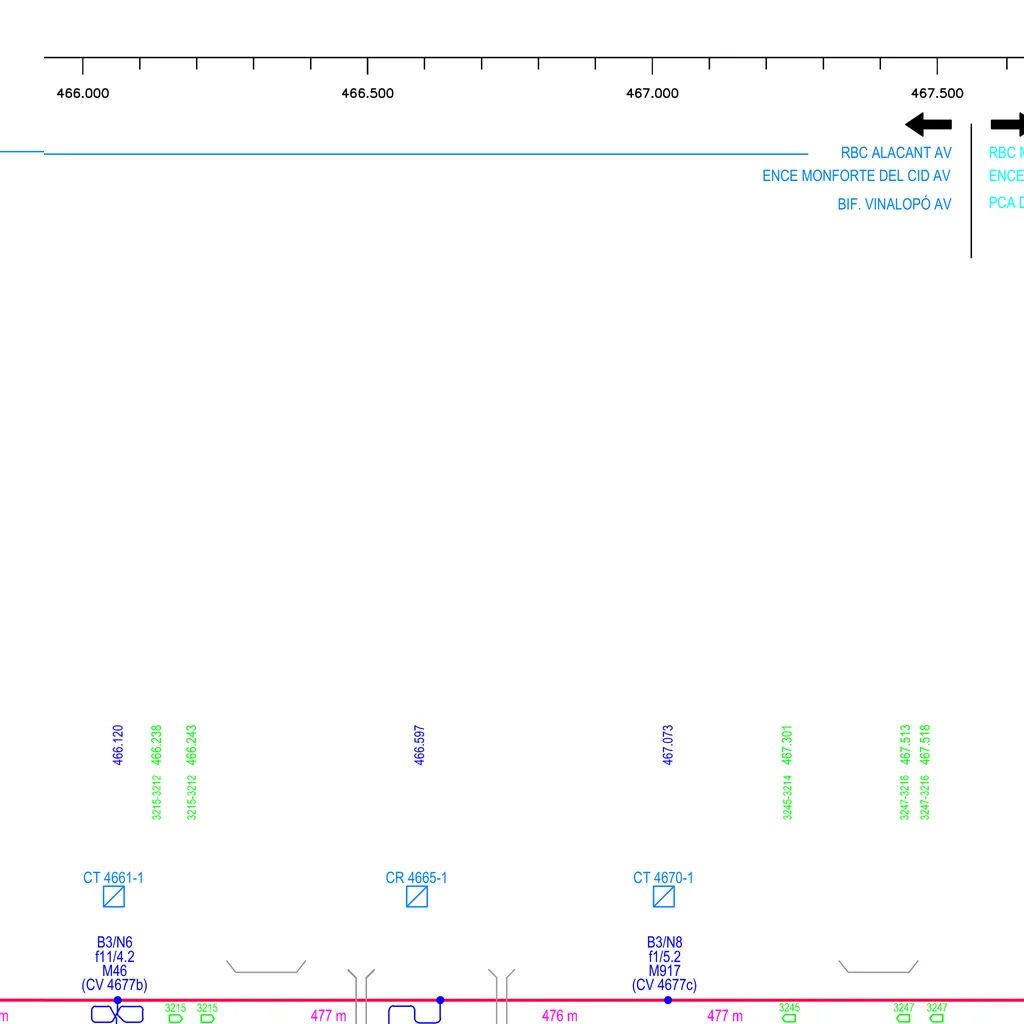 466.000
466.500
467.000
467.500
RBC ALACANT AV
ENCE MONFORTE DEL CID AV
BIF. VINALOPÓ AV
RBC
ENCE
PCA
466.120
466.238
466.243
466.597
467.073
467.301
467.513
467.518
3215-3212
3215-3212
3245-3214
3247-3216
3247-3216
CT 4661-1
CR 4665-1
CT 4670-1
B3/N6
f11/4.2
M46
(CV 4677b)
B3/N8
f1/5.2
M917
(CV 4677c)
m
3215
3215
477 m
476 m
477 m
3245
3247
3247